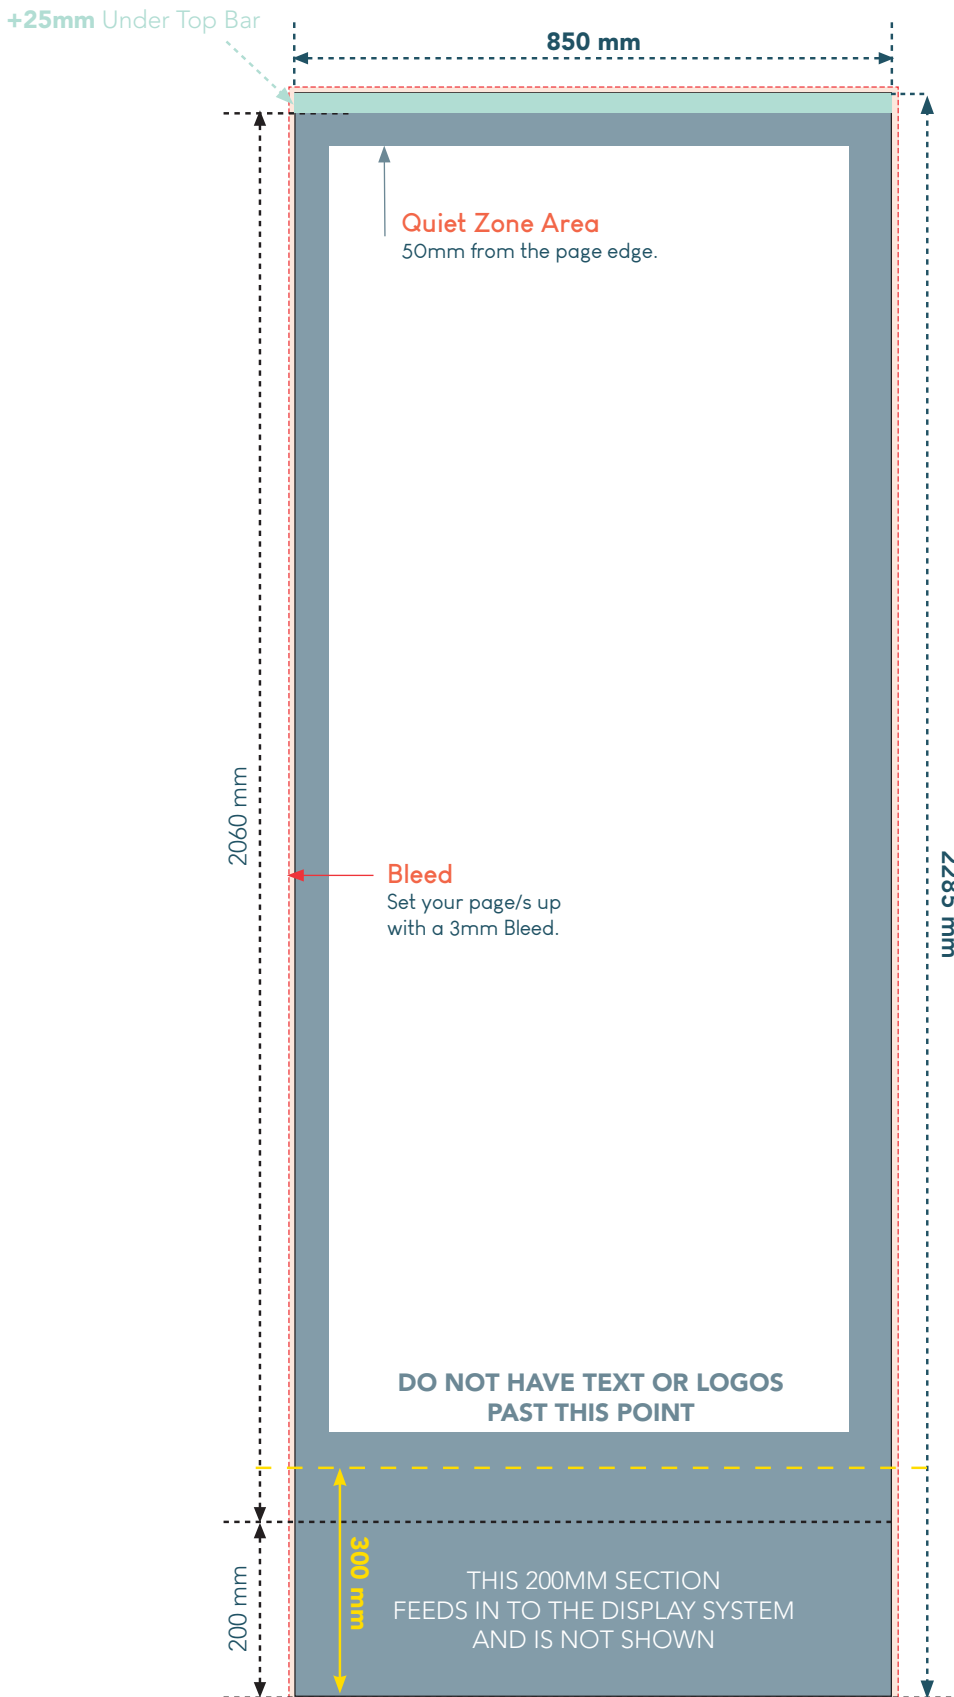 +25mm Under Top Bar
850 mm
Quiet Zone Area
50mm from the page edge.
2060 mm
2285 mm
Bleed
Set your page/s up
with a 3mm Bleed.
DO NOT HAVE TEXT OR LOGOS
PAST THIS POINT
300 mm
200 mm
THIS 200MM SECTION
FEEDS IN TO THE DISPLAY SYSTEM
AND IS NOT SHOWN